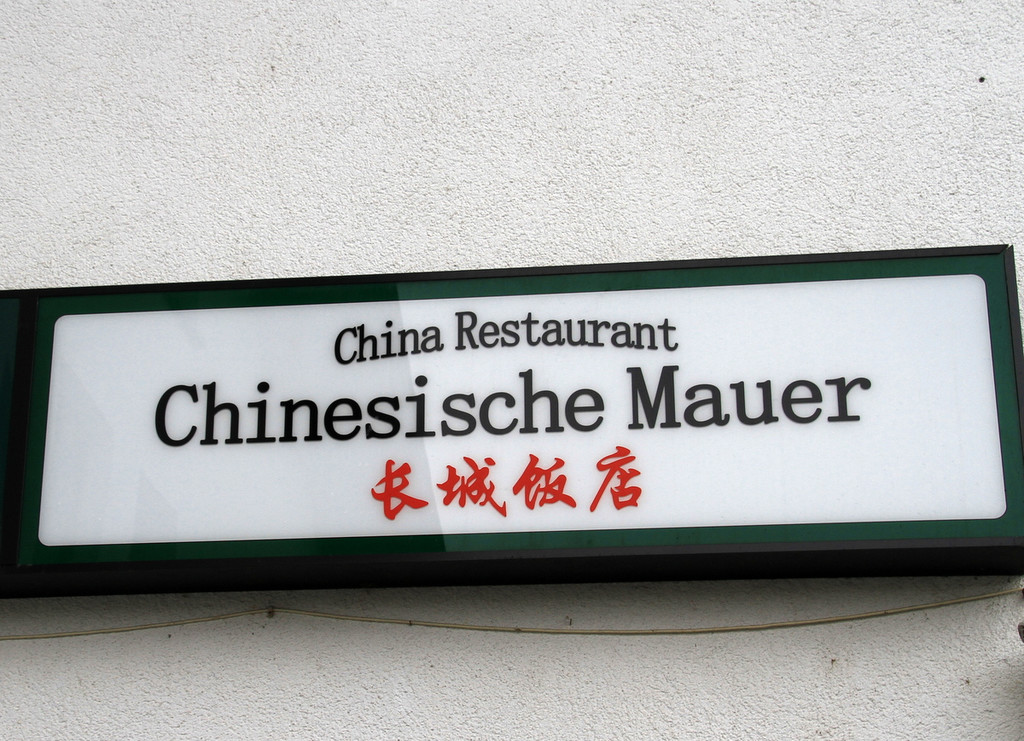 China Restaurant
Chinesische Mauer
长城饭店